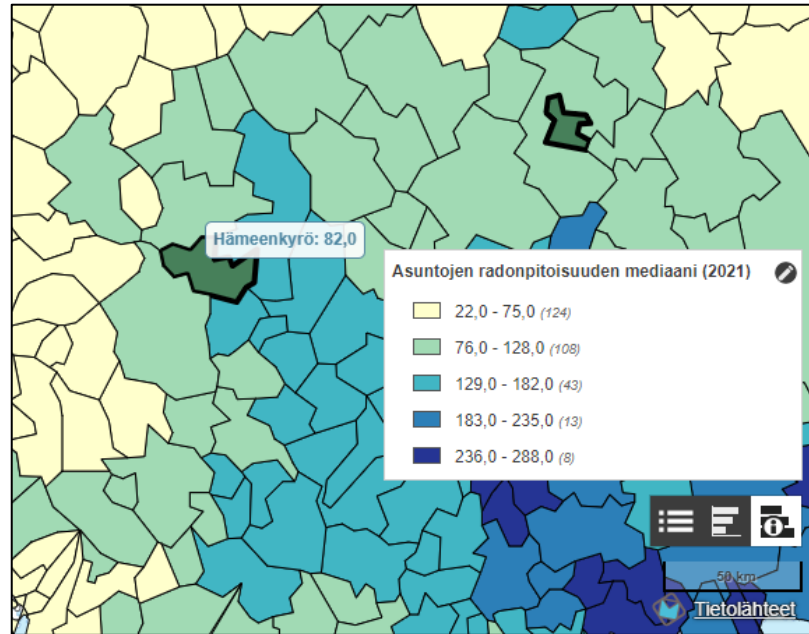 Hämeenkyrö: 82,0
Asuntojen radonpitoisuuden mediaani (2021)
22,0 - 75,0 (124)
76,0 - 128,0 (108)
129,0 - 182,0 (43)
183,0 - 235,0 (13)
236,0 - 288,0 (8)
50 km
Tietolähteet